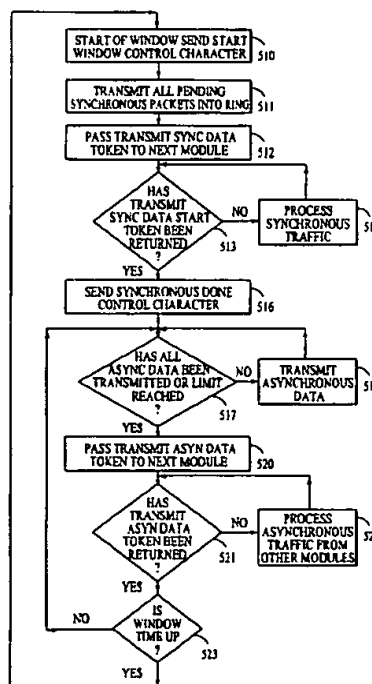 START OF WINDOW SEND START
WINDOW CONTROL CHARACTER
510
TRANSMIT ALL PENDING
SYNCHRONOUS PACKETS INTO RING
511
PASS TRANSMIT SYNC DATA
TOKEN TO NEXT MODULE
512
HAS
TRANSMIT
SYNC DATA START
TOKEN BEEN
RETURNED
?
513
NO
PROCESS
SYNCHRONOUS
TRAFFIC
YES
SEND SYNCHRONOUS DONE
CONTROL CHARACTER
516
HAS ALL
ASYNC DATA BEEN
TRANSMITTED OR LIMIT
REACHED
?
517
NO
TRANSMIT
ASYNCHRONOUS
DATA
YES
PASS TRANSMIT ASYN DATA
TOKEN TO NEXT MODULE
520
HAS
TRANSMIT
ASYN DATA
TOKEN BEEN
RETURNED
?
521
NO
PROCESS
ASYNCHRONOUS
TRAFFIC FROM
OTHER MODULES
YES
NO
IS
WINDOW
TIME UP
?
523
YES